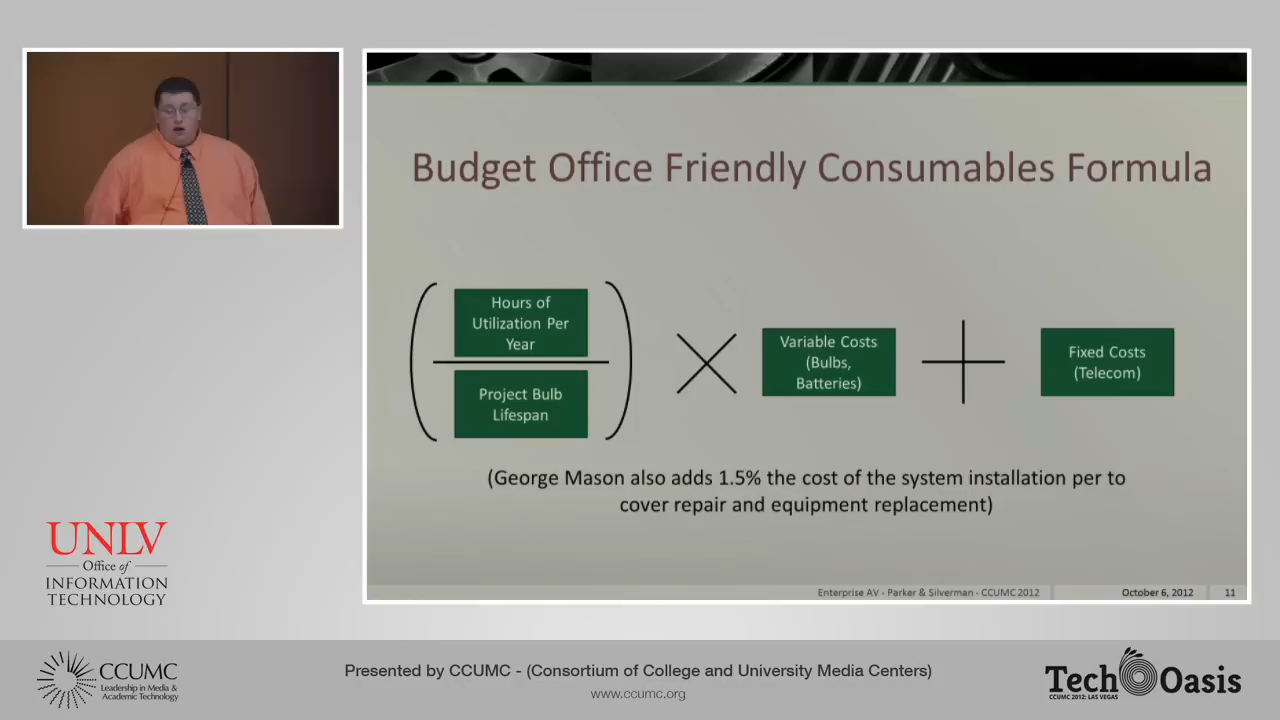 Budget Office Friendly Consumables Formula
Hours of
Utilization Per
Year
Project Bulb
Lifespan
Variable Costs
(Bulbs,
Batteries)
Fixed Costs
(Telecom)
(George Mason also adds 1.5% the cost of the system installation per to
cover repair and equipment replacement)
Enterprise AV - Parker & Silverman - CCUMC 2012
October 6, 2012
11
UNLV
Office of
INFORMATION
TECHNOLOGY
CCUMC
Leadership in Media &
Academic Technology
Presented by CCUMC - (Consortium of College and University Media Centers)
www.ccumc.org
Tech Oasis
CCUMC 2012: LAS VEGAS